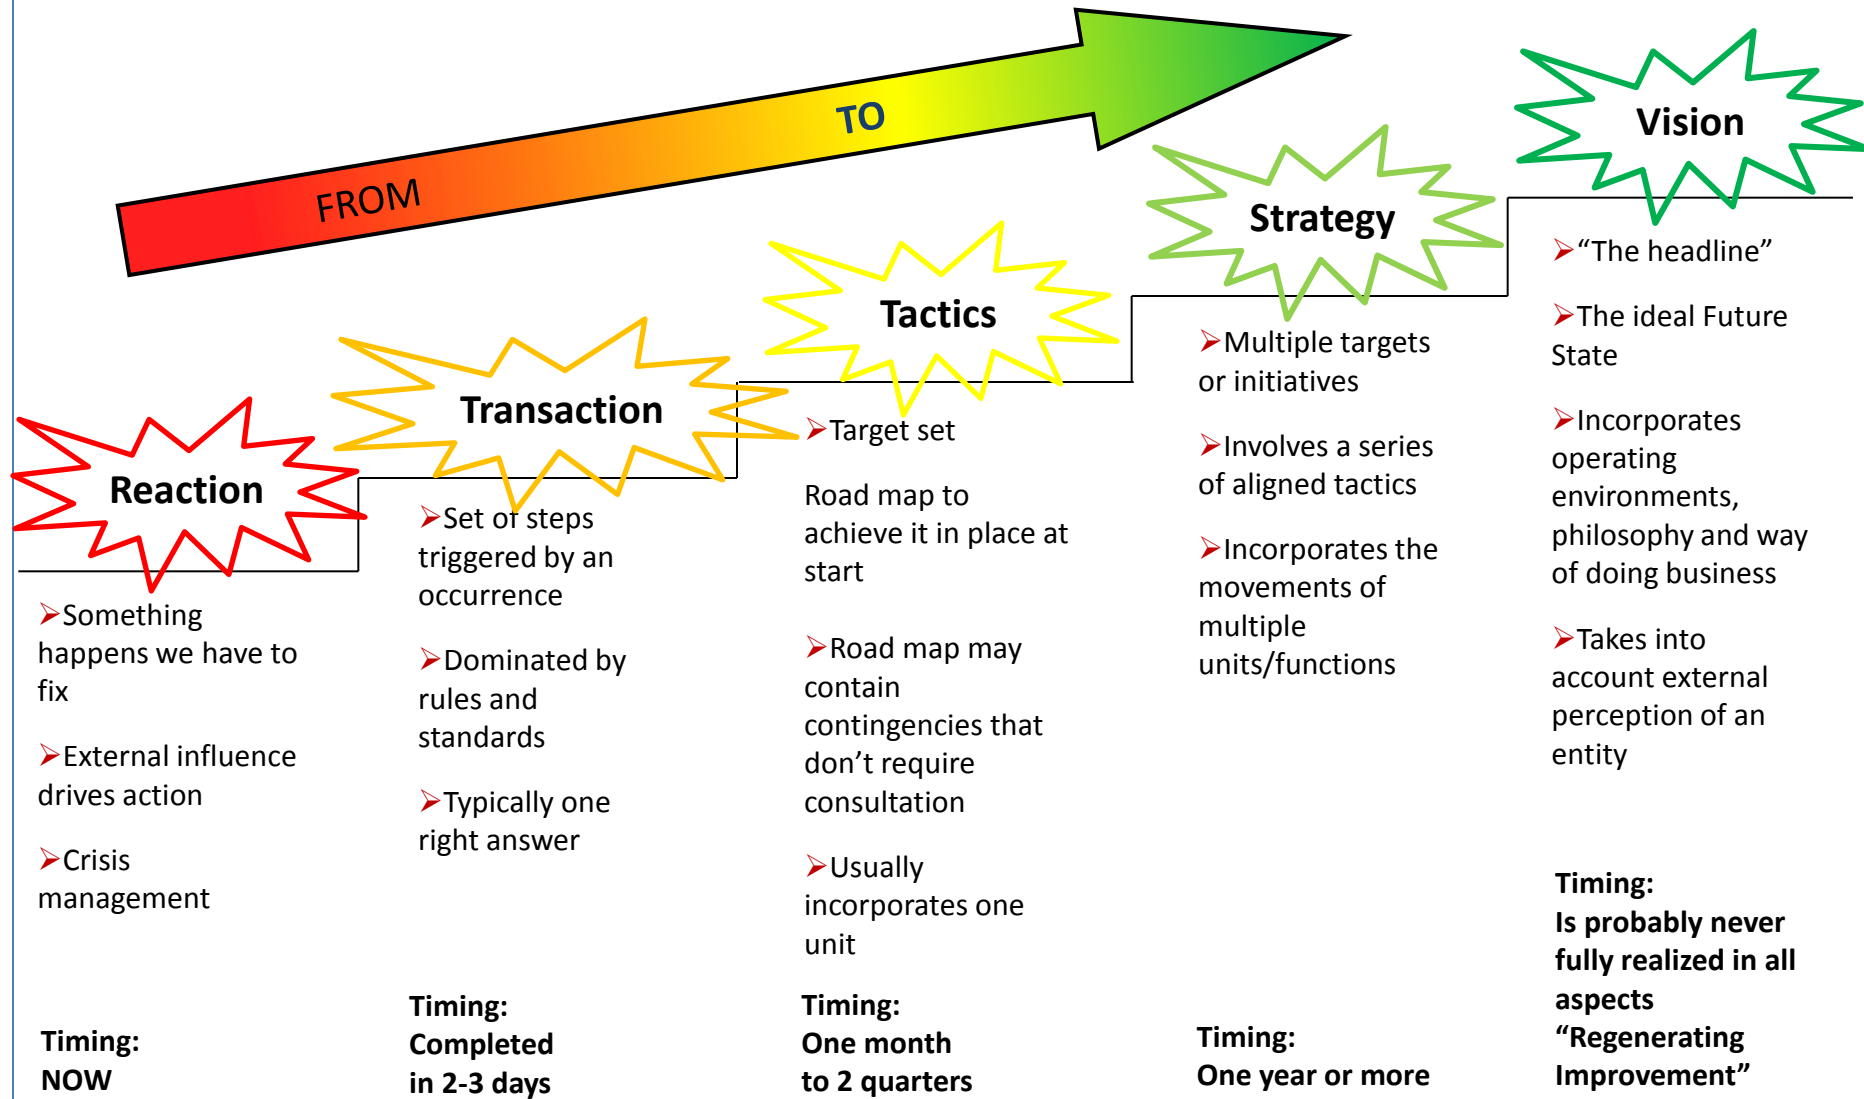 FROM
TO
Reaction
➢Something
happens we have to
fix
➢External influence
drives action
➢Crisis
management
Timing:
NOW
Transaction
➢Set of steps
triggered by an
occurrence
➢Dominated by
rules and
standards
➢Typically one
right answer
Timing:
Completed
in 2-3 days
Tactics
➢Target set
Road map to
achieve it in place at
start
➢Road map may
contain
contingencies that
don’t require
consultation
➢Usually
incorporates one
unit
Timing:
One month
to 2 quarters
Strategy
➢Multiple targets
or initiatives
➢Involves a series
of aligned tactics
➢Incorporates the
movements of
multiple
units/functions
Timing:
One year or more
Vision
➢“The headline”
➢The ideal Future
State
➢Incorporates
operating
environments,
philosophy and way
of doing business
➢Takes into
account external
perception of an
entity
Timing:
Is probably never
fully realized in all
aspects
“Regenerating
Improvement”